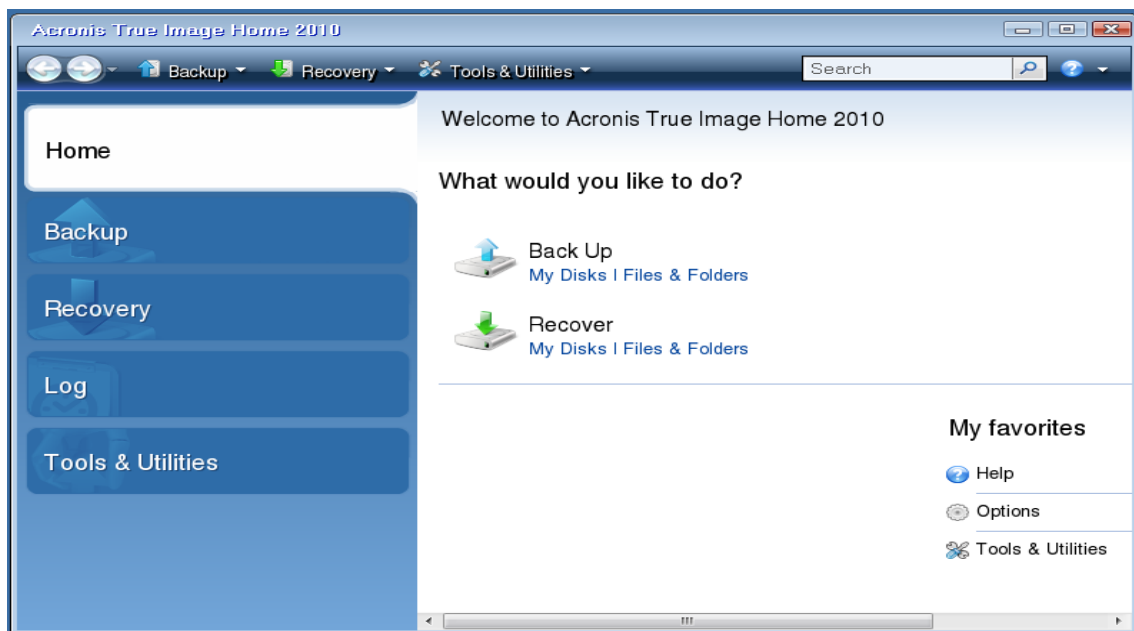 Acronis True Image Home 2010
Backup Recovery Tools & Utilities Search
Home
Backup
Recovery
Log
Tools & Utilities
Welcome to Acronis True Image Home 2010
What would you like to do?
Back Up
My Disks | Files & Folders
Recover
My Disks | Files & Folders
My favorites
Help
Options
Tools & Utilities